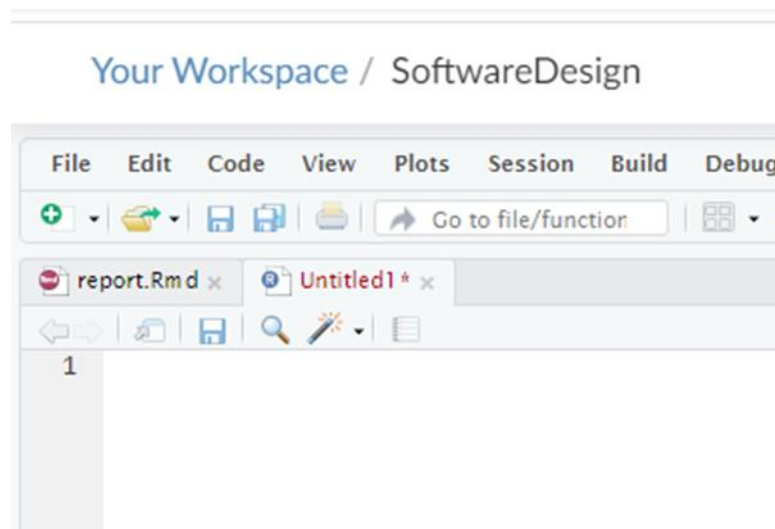 Your Workspace / SoftwareDesign
File Edit Code View Plots Session Build Debug
Go to file/function
report.Rmd × Untitled1* ×
1